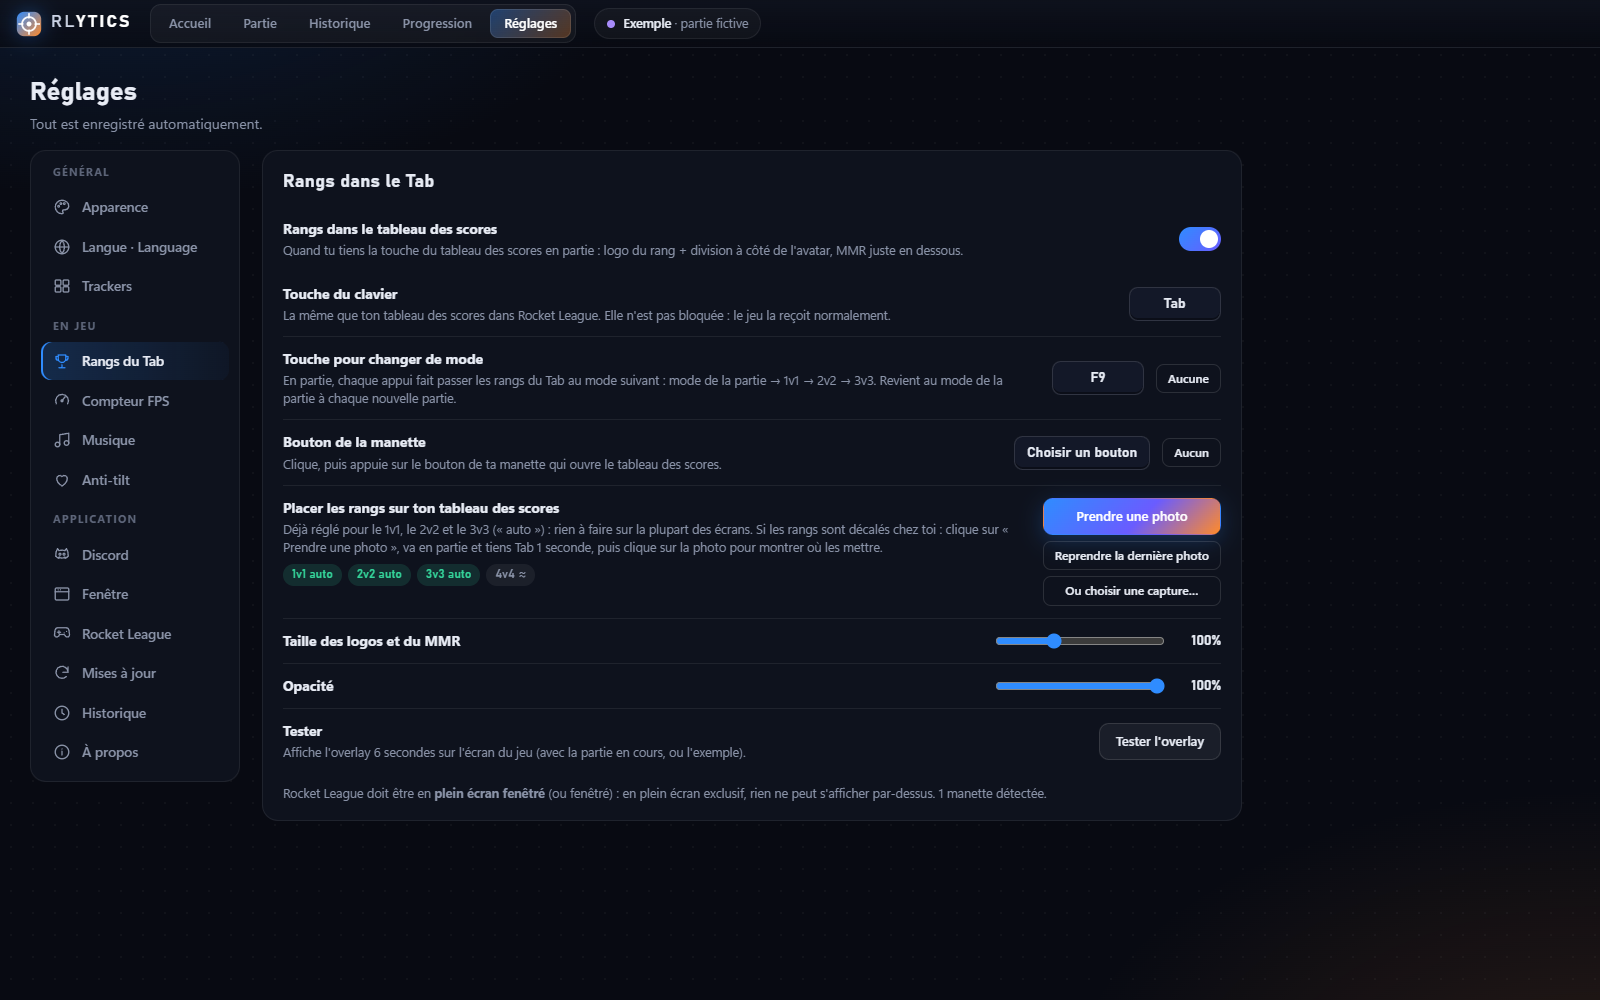 RLYTICS
Accueil
Partie
Historique
Progression
Réglages
Exemple · partie fictive
Réglages
Tout est enregistré automatiquement.
GÉNÉRAL
Apparence
Langue · Language
Trackers
EN JEU
Rangs du Tab
Compteur FPS
Musique
Anti-tilt
APPLICATION
Discord
Fenêtre
Rocket League
Mises à jour
Historique
À propos
Rangs dans le Tab
Rangs dans le tableau des scores
Quand tu tiens la touche du tableau des scores en partie : logo du rang + division à côté de l'avatar, MMR juste en dessous.
Touche du clavier
La même que ton tableau des scores dans Rocket League. Elle n'est pas bloquée : le jeu la reçoit normalement.
Tab
Touche pour changer de mode
En partie, chaque appui fait passer les rangs du Tab au mode suivant : mode de la partie → 1v1 → 2v2 → 3v3. Revient au mode de la
partie à chaque nouvelle partie.
F9
Aucune
Bouton de la manette
Clique, puis appuie sur le bouton de ta manette qui ouvre le tableau des scores.
Choisir un bouton
Aucun
Placer les rangs sur ton tableau des scores
Déjà réglé pour le 1v1, le 2v2 et le 3v3 (« auto ») : rien à faire sur la plupart des écrans. Si les rangs sont décalés chez toi : clique sur «
Prendre une photo », va en partie et tiens Tab 1 seconde, puis clique sur la photo pour montrer où les mettre.
1v1 auto
2v2 auto
3v3 auto
4v4 ≈
Prendre une photo
Reprendre la dernière photo
Ou choisir une capture...
Taille des logos et du MMR
100%
Opacité
100%
Tester
Affiche l'overlay 6 secondes sur l'écran du jeu (avec la partie en cours, ou l'exemple).
Tester l'overlay
Rocket League doit être en plein écran fenêtré (ou fenêtré) : en plein écran exclusif, rien ne peut s'afficher par-dessus. 1 manette détectée.